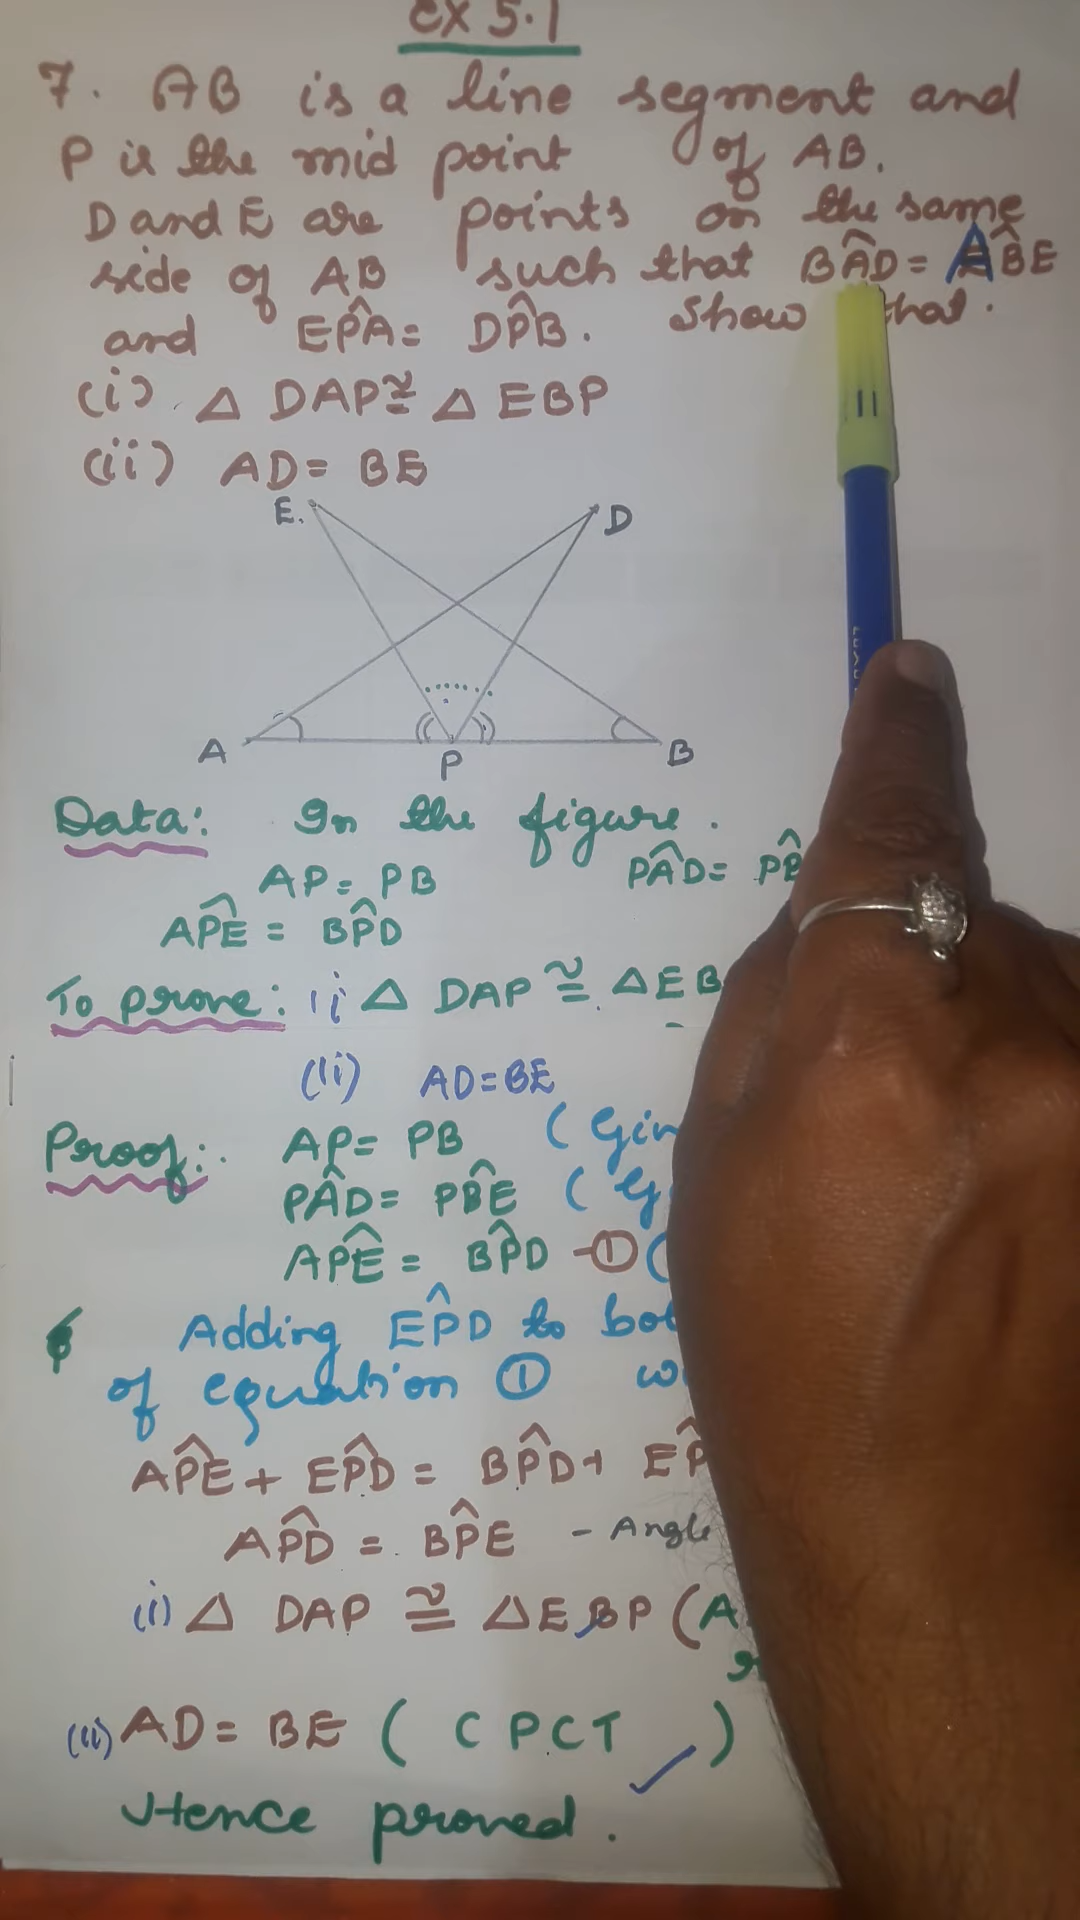 Ex 5.1
7. AB is a line segment and
P is the mid point of AB.
D and E are points on the same
side of AB such that BÂD = AB̂E
and EP̂A = DP̂B. Show that.
(i) △ DAP ≅ △ EBP
(ii) AD = BE
E. D
A P B
Data: In the figure.
AP = PB PÂD = PB̂
AP̂E = BP̂D
To prove: (i △ DAP ≅ △EB
(ii) AD = BE
Proof: AP = PB (
PÂD = PB̂E (
AP̂E = BP̂D - ① (
Adding EP̂D to
of equation ①
AP̂E + EP̂D = BP̂D + EP̂
AP̂D = BP̂E - Angle
(i) △ DAP ≅ △EBP (A
(ii) AD = BE ( CPCT )
Hence proved.